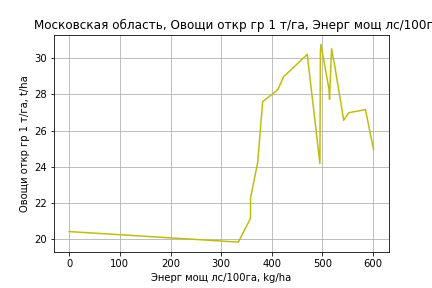 Московская область, Овощи откр гр 1 т/га, Энерг мощ лс/100г
30
28
26
24
22
20
Овощи откр гр 1 т/га, t/ha
0 100 200 300 400 500 600
Энерг мощ лс/100га, kg/ha